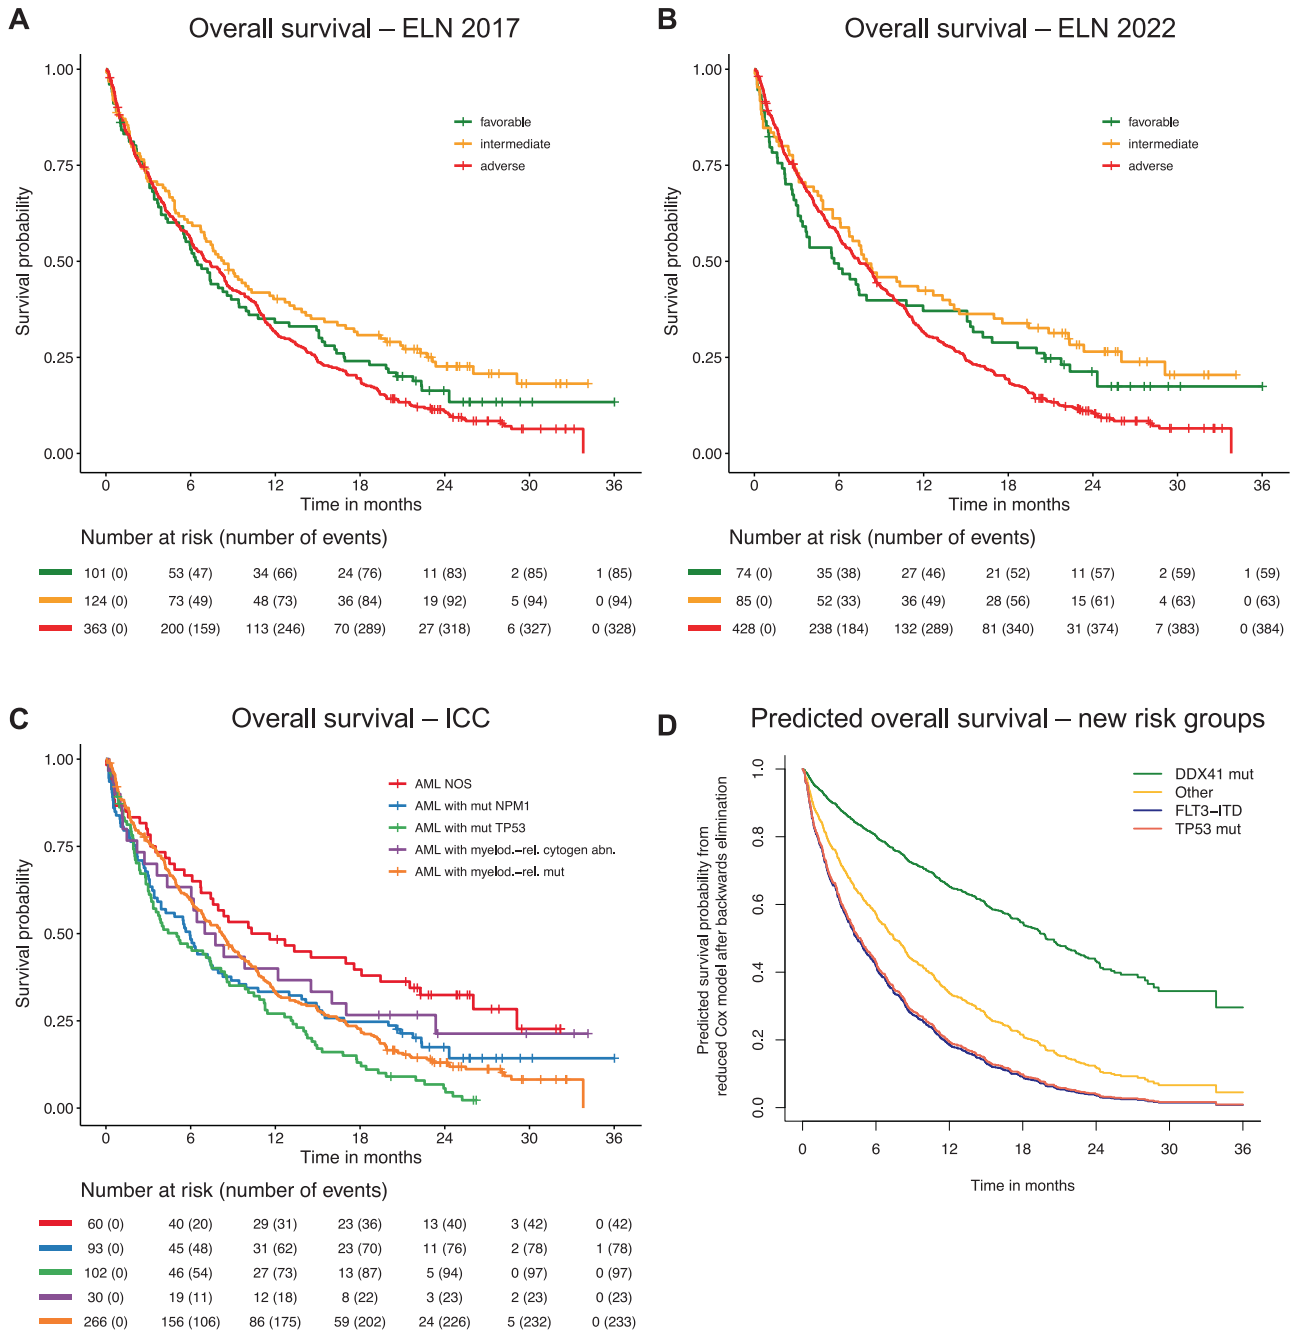 A
Overall survival – ELN 2017
Survival probability
1.00
0.75
0.50
0.25
0.00
favorable
intermediate
adverse
0 6 12 18 24 30 36
Time in months
Number at risk (number of events)
101 (0) 53 (47) 34 (66) 24 (76) 11 (83) 2 (85) 1 (85)
124 (0) 73 (49) 48 (73) 36 (84) 19 (92) 5 (94) 0 (94)
363 (0) 200 (159) 113 (246) 70 (289) 27 (318) 6 (327) 0 (328)
B
Overall survival – ELN 2022
Survival probability
1.00
0.75
0.50
0.25
0.00
favorable
intermediate
adverse
0 6 12 18 24 30 36
Time in months
Number at risk (number of events)
74 (0) 35 (38) 27 (46) 21 (52) 11 (57) 2 (59) 1 (59)
85 (0) 52 (33) 36 (49) 28 (56) 15 (61) 4 (63) 0 (63)
428 (0) 238 (184) 132 (289) 81 (340) 31 (374) 7 (383) 0 (384)
C
Overall survival – ICC
Survival probability
1.00
0.75
0.50
0.25
0.00
AML NOS
AML with mut NPM1
AML with mut TP53
AML with myelod.–rel. cytogen abn.
AML with myelod.–rel. mut
0 6 12 18 24 30 36
Time in months
Number at risk (number of events)
60 (0) 40 (20) 29 (31) 23 (36) 13 (40) 3 (42) 0 (42)
93 (0) 45 (48) 31 (62) 23 (70) 11 (76) 2 (78) 1 (78)
102 (0) 46 (54) 27 (73) 13 (87) 5 (94) 0 (97) 0 (97)
30 (0) 19 (11) 12 (18) 8 (22) 3 (23) 2 (23) 0 (23)
266 (0) 156 (106) 86 (175) 59 (202) 24 (226) 5 (232) 0 (233)
D
Predicted overall survival – new risk groups
Predicted survival probability from
reduced Cox model after backwards elimination
1.0
0.8
0.6
0.4
0.2
0.0
DDX41 mut
Other
FLT3–ITD
TP53 mut
0 6 12 18 24 30 36
Time in months